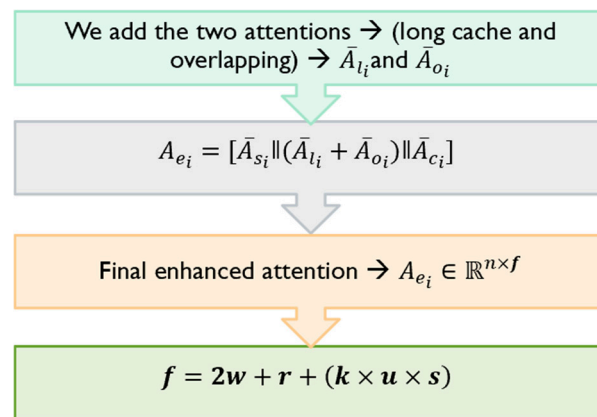 We add the two attentions → (long cache and
overlapping) → Ā_{l_i} and Ā_{o_i}
A_{e_i} = [Ā_{s_i}‖(Ā_{l_i} + Ā_{o_i})‖Ā_{c_i}]
Final enhanced attention → A_{e_i} ∈ ℝ^{n×f}
f = 2w + r + (k × u × s)